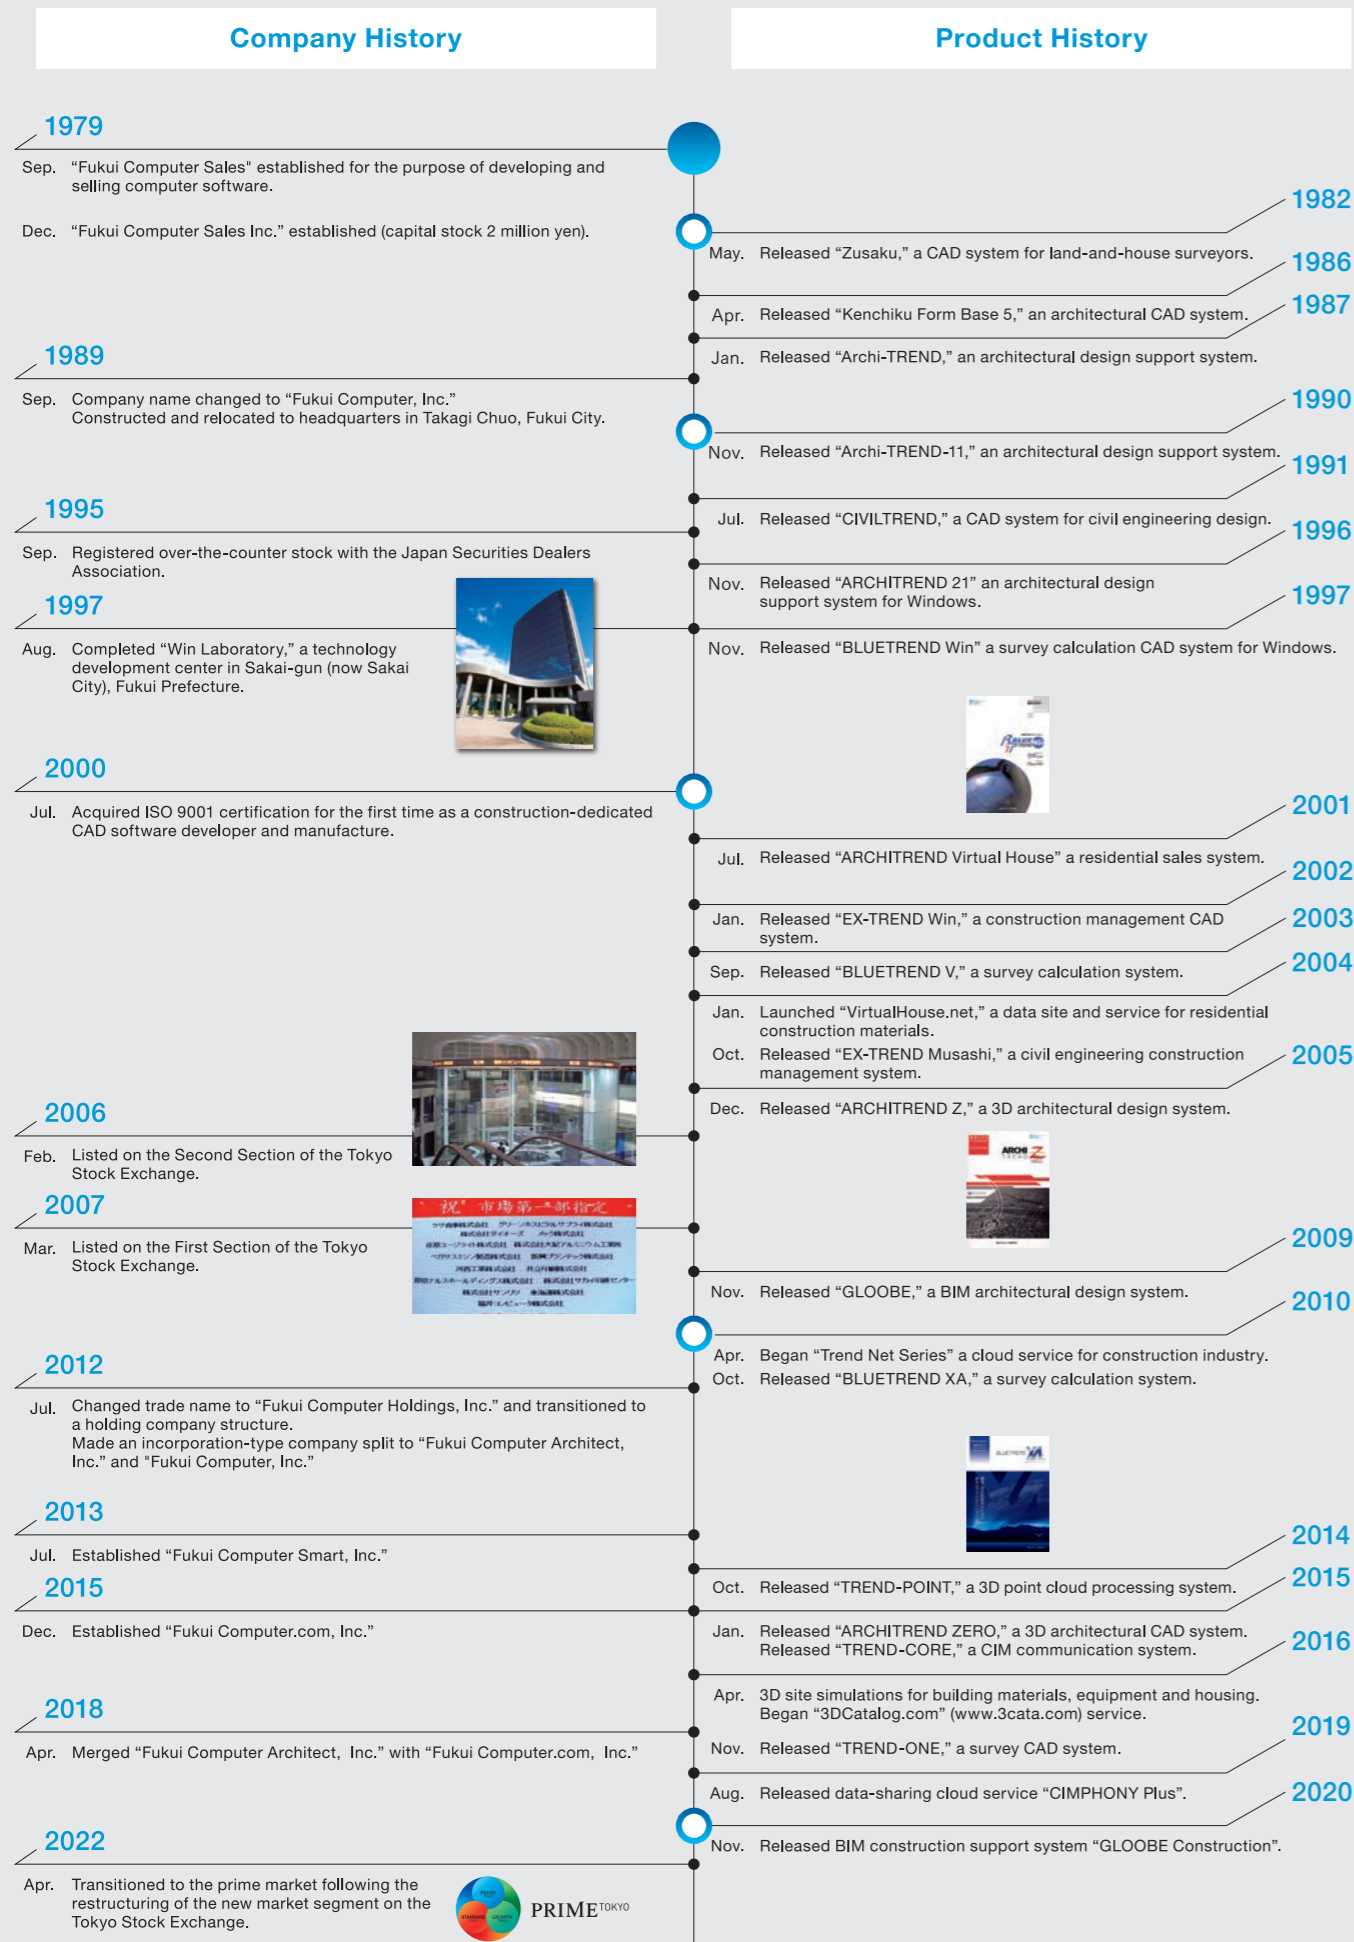 Company History
1979
Sep. “Fukui Computer Sales" established for the purpose of developing and
selling computer software.
Dec. “Fukui Computer Sales Inc.” established (capital stock 2 million yen).
1989
Sep. Company name changed to “Fukui Computer, Inc.”
Constructed and relocated to headquarters in Takagi Chuo, Fukui City.
1995
Sep. Registered over-the-counter stock with the Japan Securities Dealers
Association.
1997
Aug. Completed “Win Laboratory,” a technology
development center in Sakai-gun (now Sakai
City), Fukui Prefecture.
2000
Jul. Acquired ISO 9001 certification for the first time as a construction-dedicated
CAD software developer and manufacture.
2006
Feb. Listed on the Second Section of the Tokyo
Stock Exchange.
2007
Mar. Listed on the First Section of the Tokyo
Stock Exchange.
祝 市場第一部指定
2012
Jul. Changed trade name to “Fukui Computer Holdings, Inc.” and transitioned to
a holding company structure.
Made an incorporation-type company split to “Fukui Computer Architect,
Inc.” and "Fukui Computer, Inc.”
2013
Jul. Established “Fukui Computer Smart, Inc.”
2015
Dec. Established “Fukui Computer.com, Inc.”
2018
Apr. Merged “Fukui Computer Architect, Inc.” with “Fukui Computer.com, Inc.”
2022
Apr. Transitioned to the prime market following the
restructuring of the new market segment on the
Tokyo Stock Exchange.
PRIME
STANDARD GROWTH
PRIME TOKYO
Product History
1982
May. Released “Zusaku,” a CAD system for land-and-house surveyors.
1986
Apr. Released “Kenchiku Form Base 5,” an architectural CAD system.
1987
Jan. Released “Archi-TREND,” an architectural design support system.
1990
Nov. Released “Archi-TREND-11,” an architectural design support system.
1991
Jul. Released “CIVILTREND,” a CAD system for civil engineering design.
1996
Nov. Released “ARCHITREND 21” an architectural design
support system for Windows.
1997
Nov. Released “BLUETREND Win” a survey calculation CAD system for Windows.
2001
Jul. Released “ARCHITREND Virtual House” a residential sales system.
2002
Jan. Released “EX-TREND Win,” a construction management CAD
system.
2003
Sep. Released “BLUETREND V,” a survey calculation system.
2004
Jan. Launched “VirtualHouse.net,” a data site and service for residential
construction materials.
Oct. Released “EX-TREND Musashi,” a civil engineering construction
management system.
2005
Dec. Released “ARCHITREND Z,” a 3D architectural design system.
ARCHI
TREND Z
2009
Nov. Released “GLOOBE,” a BIM architectural design system.
2010
Apr. Began “Trend Net Series” a cloud service for construction industry.
Oct. Released “BLUETREND XA,” a survey calculation system.
BLUETREND XA
2014
Oct. Released “TREND-POINT,” a 3D point cloud processing system.
2015
Jan. Released “ARCHITREND ZERO,” a 3D architectural CAD system.
Released “TREND-CORE,” a CIM communication system.
2016
Apr. 3D site simulations for building materials, equipment and housing.
Began “3DCatalog.com” (www.3cata.com) service.
Nov. Released “TREND-ONE,” a survey CAD system.
2019
Aug. Released data-sharing cloud service “CIMPHONY Plus”.
2020
Nov. Released BIM construction support system “GLOOBE Construction”.